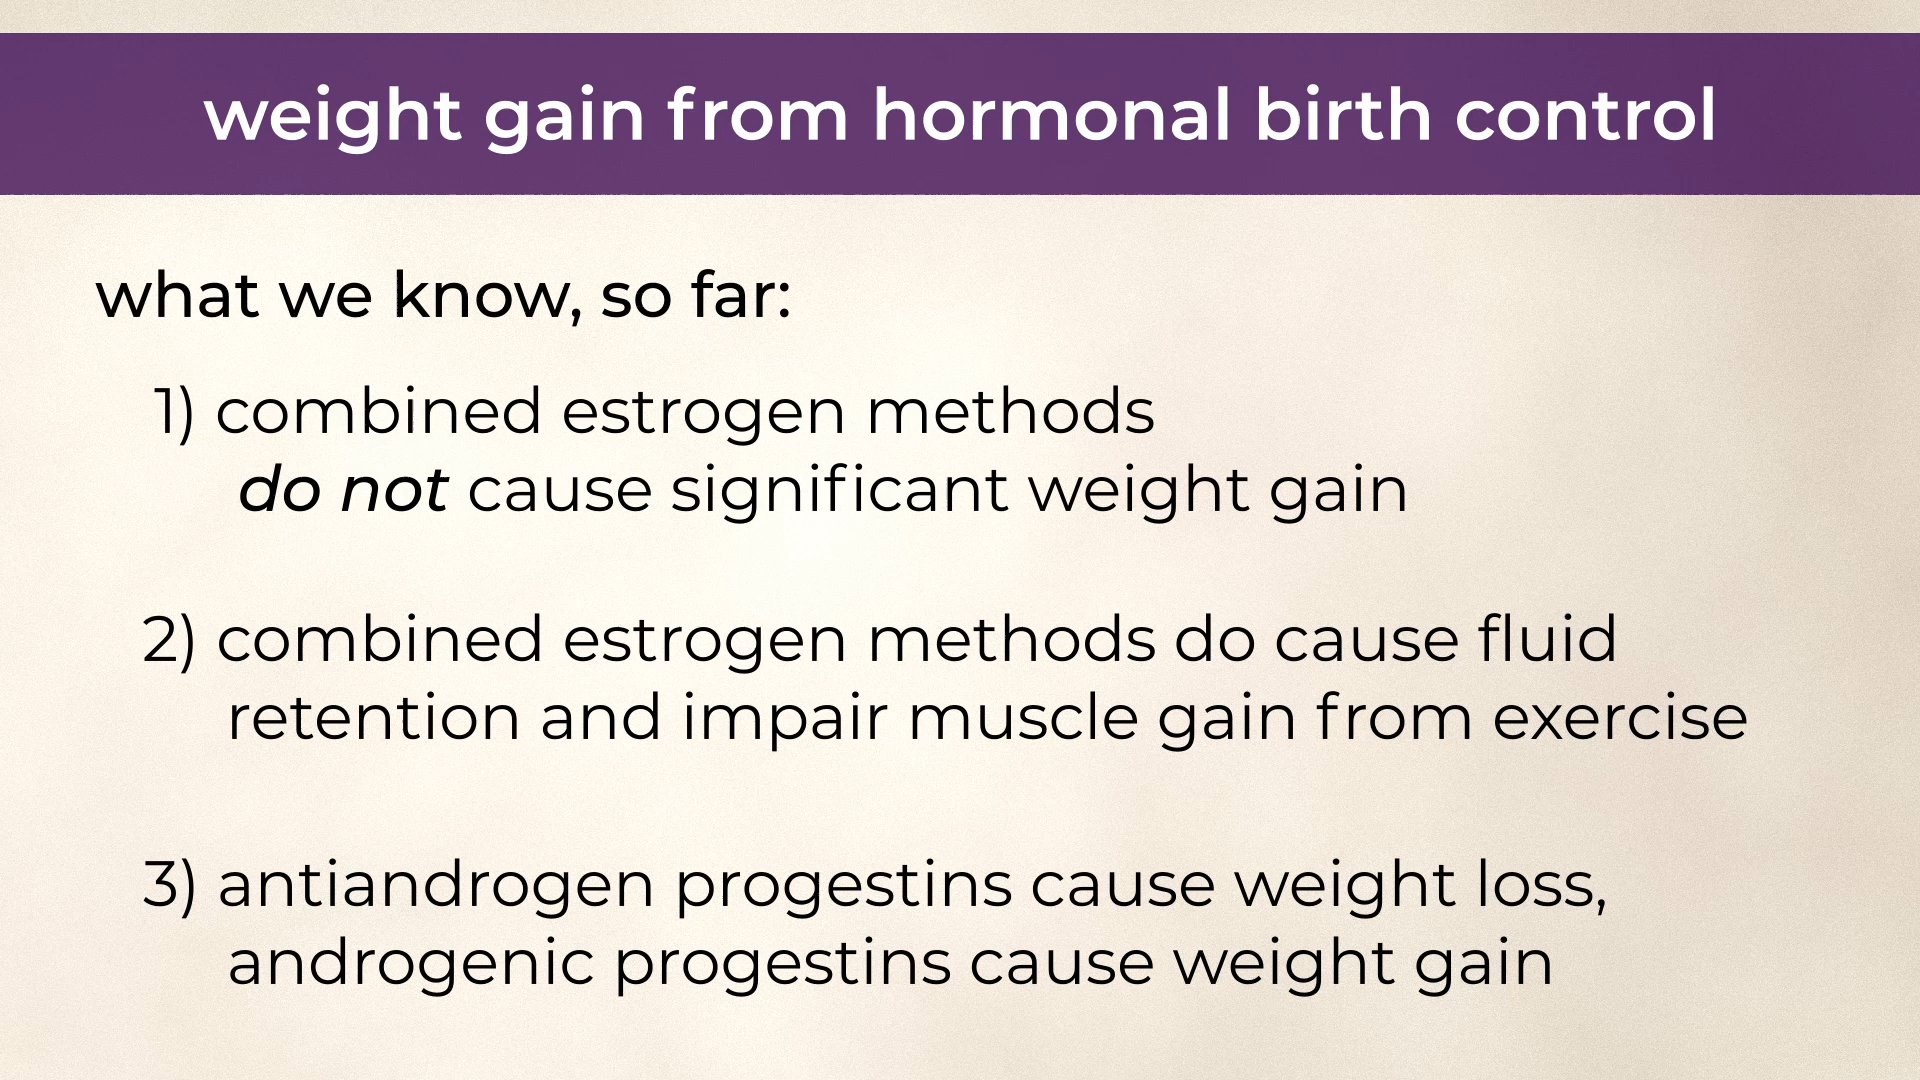 weight gain from hormonal birth control
what we know, so far:
1) combined estrogen methods
do not cause significant weight gain
2) combined estrogen methods do cause fluid
retention and impair muscle gain from exercise
3) antiandrogen progestins cause weight loss,
androgenic progestins cause weight gain